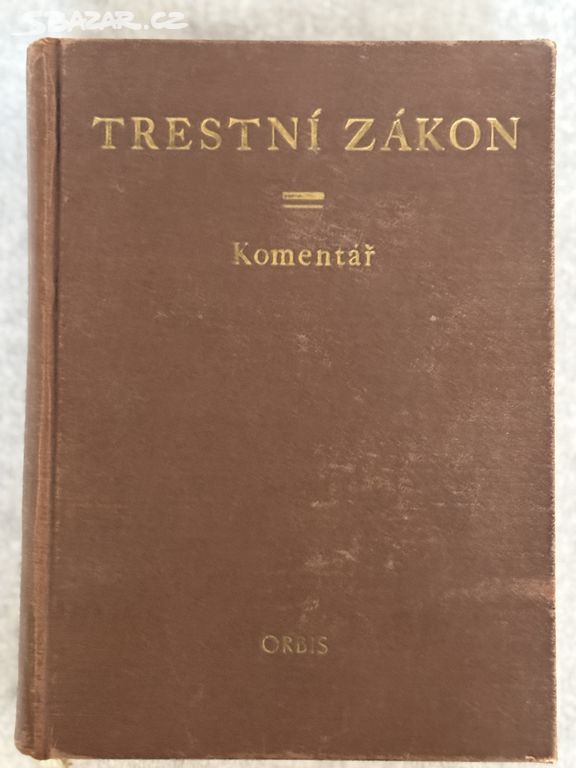 SBAZAR.CZ
TRESTNÍ ZÁKON
Komentář
ORBIS